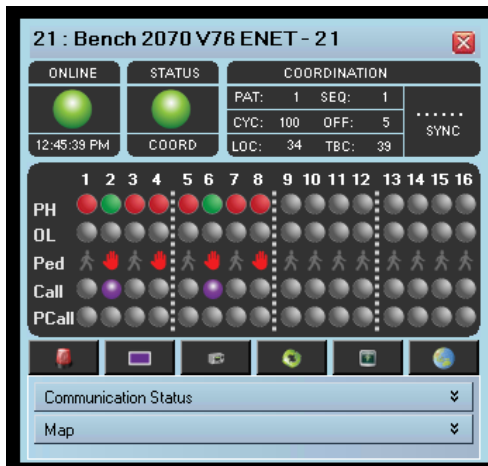 21 : Bench 2070 V76 ENET - 21
ONLINE
STATUS
COORDINATION
PAT: 1 SEQ: 1
CYC: 100 OFF: 5
LOC: 34 TBC: 39
SYNC
12:45:39 PM
COORD
1 2 3 4 5 6 7 8 9 10 11 12 13 14 15 16
PH
OL
Ped
Call
PCall
Communication Status
Map